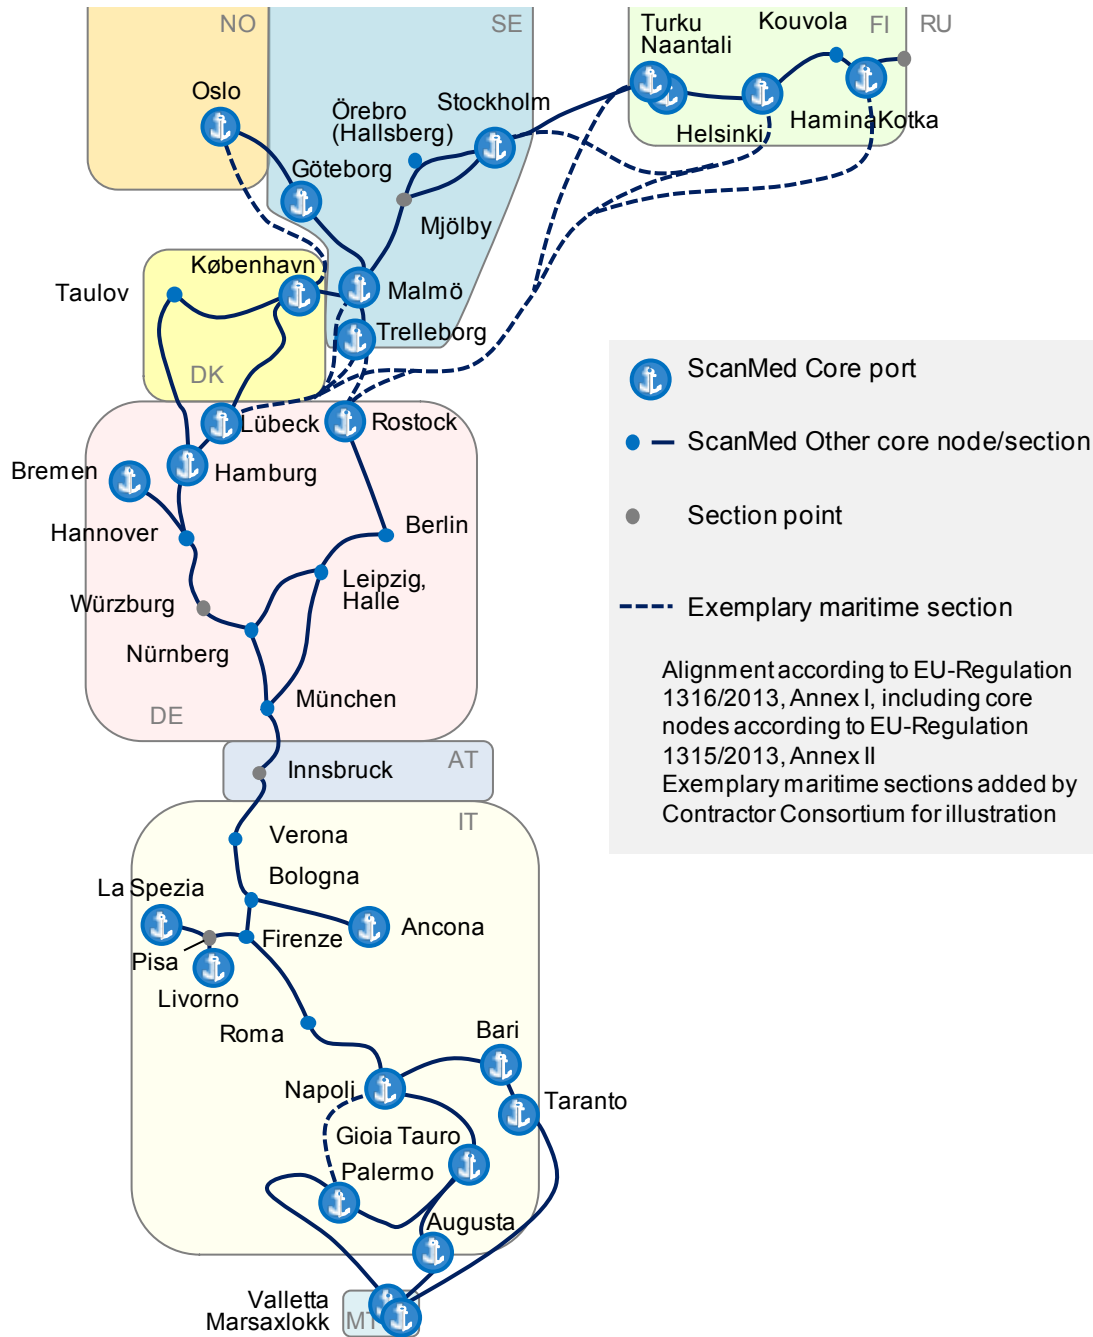 NO
SE
Turku
Naantali
Kouvola
FI
RU
Oslo
Örebro
(Hallsberg)
Stockholm
Helsinki
HaminaKotka
Göteborg
Mjölby
København
Taulov
Malmö
Trelleborg
DK
Lübeck
Rostock
Bremen
Hamburg
Hannover
Berlin
Leipzig,
Halle
Würzburg
Nürnberg
München
DE
Innsbruck
AT
IT
Verona
Bologna
La Spezia
Ancona
Firenze
Pisa
Livorno
Roma
Bari
Napoli
Taranto
Gioia Tauro
Palermo
Augusta
Valletta
Marsaxlokk
MT
ScanMed Core port
ScanMed Other core node/section
Section point
Exemplary maritime section
Alignment according to EU-Regulation
1316/2013, Annex I, including core
nodes according to EU-Regulation
1315/2013, Annex II
Exemplary maritime sections added by
Contractor Consortium for illustration